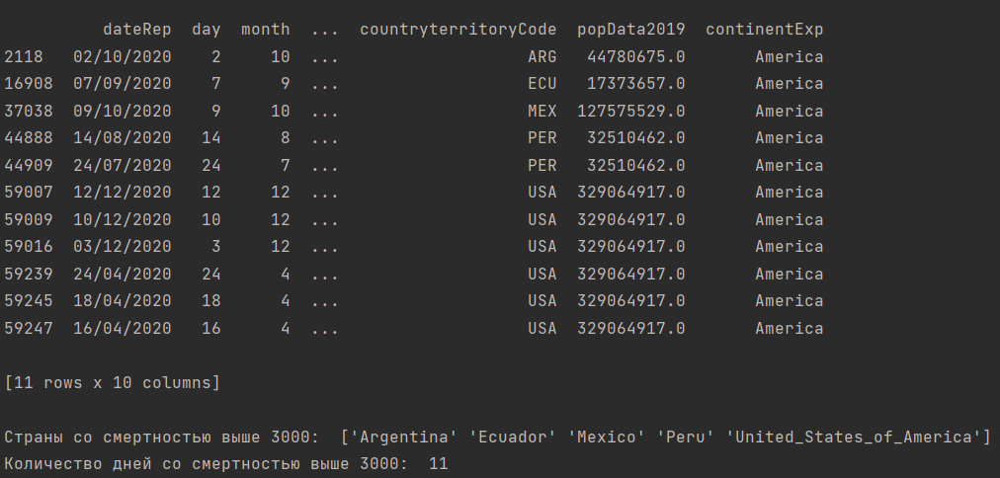 dateRep day month ... countryterritoryCode popData2019 continentExp
2118 02/10/2020 2 10 ... ARG 44780675.0 America
16908 07/09/2020 7 9 ... ECU 17373657.0 America
37038 09/10/2020 9 10 ... MEX 127575529.0 America
44888 14/08/2020 14 8 ... PER 32510462.0 America
44909 24/07/2020 24 7 ... PER 32510462.0 America
59007 12/12/2020 12 12 ... USA 329064917.0 America
59009 10/12/2020 10 12 ... USA 329064917.0 America
59016 03/12/2020 3 12 ... USA 329064917.0 America
59239 24/04/2020 24 4 ... USA 329064917.0 America
59245 18/04/2020 18 4 ... USA 329064917.0 America
59247 16/04/2020 16 4 ... USA 329064917.0 America
[11 rows x 10 columns]
Страны со смертностью выше 3000: ['Argentina' 'Ecuador' 'Mexico' 'Peru' 'United_States_of_America']
Количество дней со смертностью выше 3000: 11